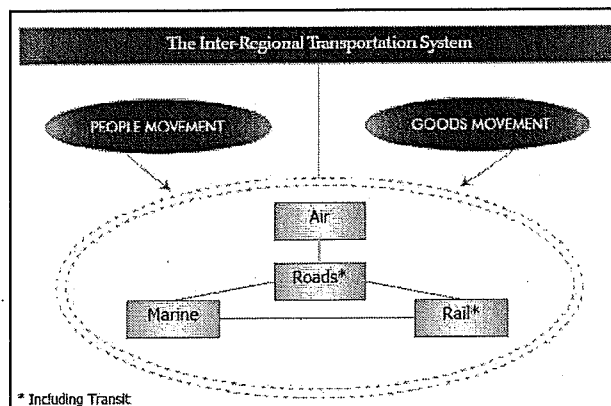 The Inter-Regional Transportation System
PEOPLE MOVEMENT
GOODS MOVEMENT
Air
Roads*
Marine
Rail*
* Including Transit